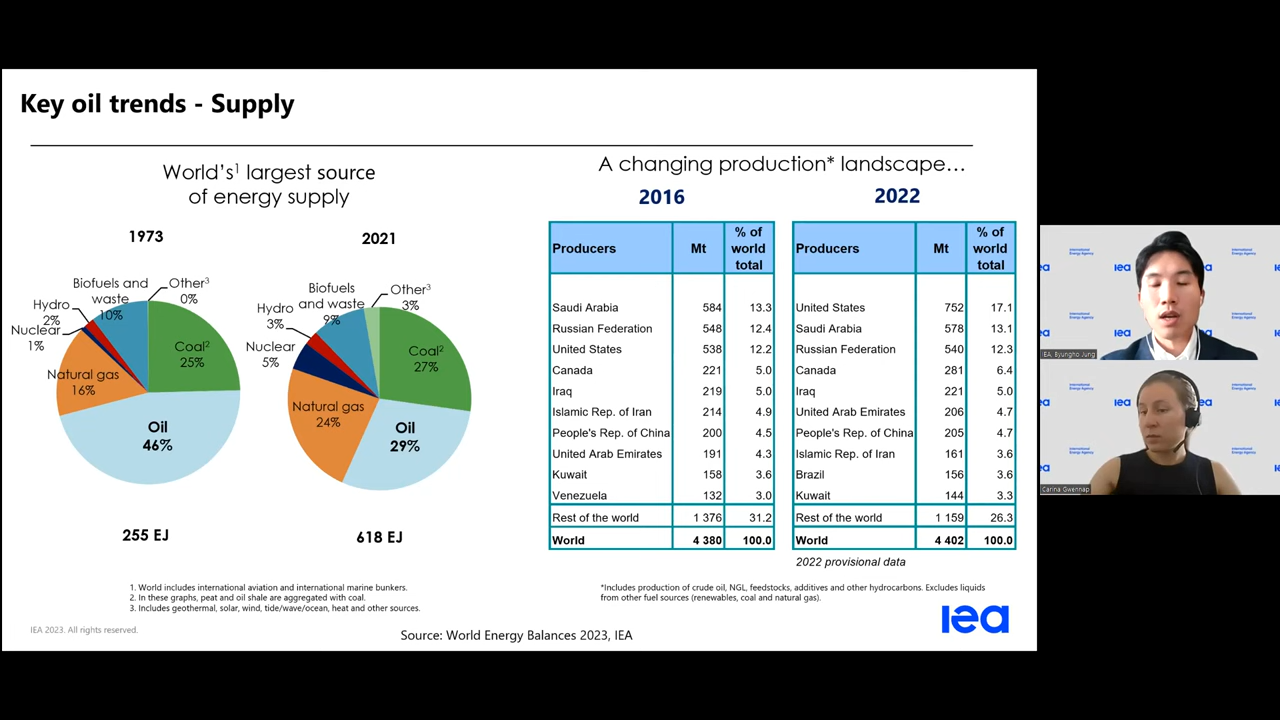 Key oil trends - Supply
World's1 largest source
of energy supply
1973
2021
Biofuels and
waste
10%
Other3
0%
Hydro
2%
Nuclear
1%
Natural gas
16%
Coal2
25%
Oil
46%
255 EJ
Biofuels
and waste
9%
Other3
3%
Hydro
3%
Nuclear
5%
Natural gas
24%
Coal2
27%
Oil
29%
618 EJ
1. World includes international aviation and international marine bunkers.
2. In these graphs, peat and oil shale are aggregated with coal.
3. Includes geothermal, solar, wind, tide/wave/ocean, heat and other sources.
A changing production* landscape…
2016
Producers Mt % of world total
Saudi Arabia 584 13.3
Russian Federation 548 12.4
United States 538 12.2
Canada 221 5.0
Iraq 219 5.0
Islamic Rep. of Iran 214 4.9
People's Rep. of China 200 4.5
United Arab Emirates 191 4.3
Kuwait 158 3.6
Venezuela 132 3.0
Rest of the world 1 376 31.2
World 4 380 100.0
2022
Producers Mt % of world total
United States 752 17.1
Saudi Arabia 578 13.1
Russian Federation 540 12.3
Canada 281 6.4
Iraq 221 5.0
United Arab Emirates 206 4.7
People's Rep. of China 205 4.7
Islamic Rep. of Iran 161 3.6
Brazil 156 3.6
Kuwait 144 3.3
Rest of the world 1 159 26.3
World 4 402 100.0
2022 provisional data
*Includes production of crude oil, NGL, feedstocks, additives and other hydrocarbons. Excludes liquids
from other fuel sources (renewables, coal and natural gas).
IEA 2023. All rights reserved.
Source: World Energy Balances 2023, IEA
iea
International
Energy Agency
iea
IEA, Byungho Jung
International
Energy Agency
iea
Carina Gwennap